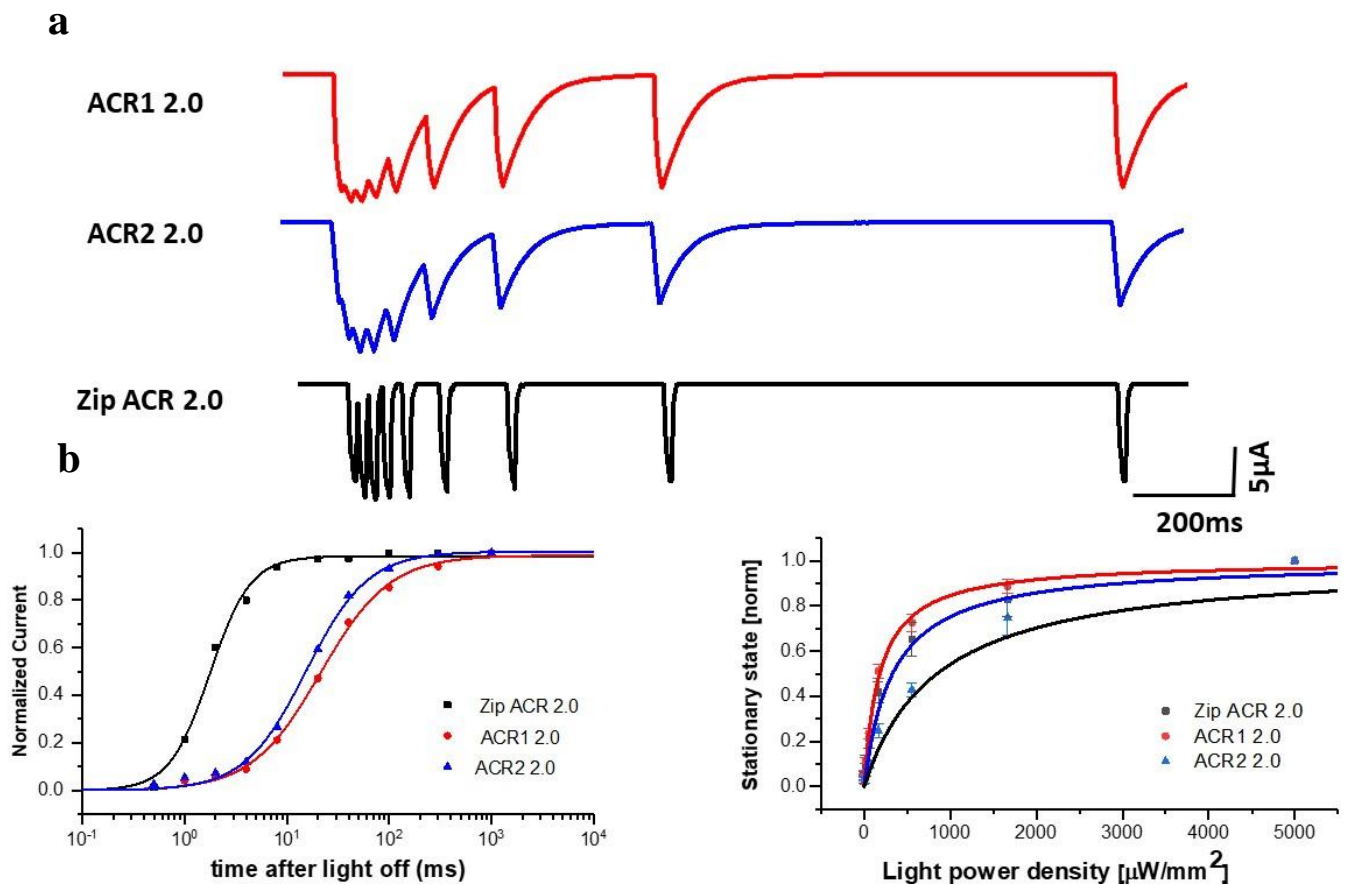 a
ACR1 2.0
ACR2 2.0
Zip ACR 2.0
5µA
200ms
b
Normalized Current
1.0
0.8
0.6
0.4
0.2
0.0
Zip ACR 2.0
ACR1 2.0
ACR2 2.0
10⁻¹ 10⁰ 10¹ 10² 10³ 10⁴
time after light off (ms)
Stationary state [norm]
1.0
0.8
0.6
0.4
0.2
0.0
Zip ACR 2.0
ACR1 2.0
ACR2 2.0
0 1000 2000 3000 4000 5000
Light power density [µW/mm²]